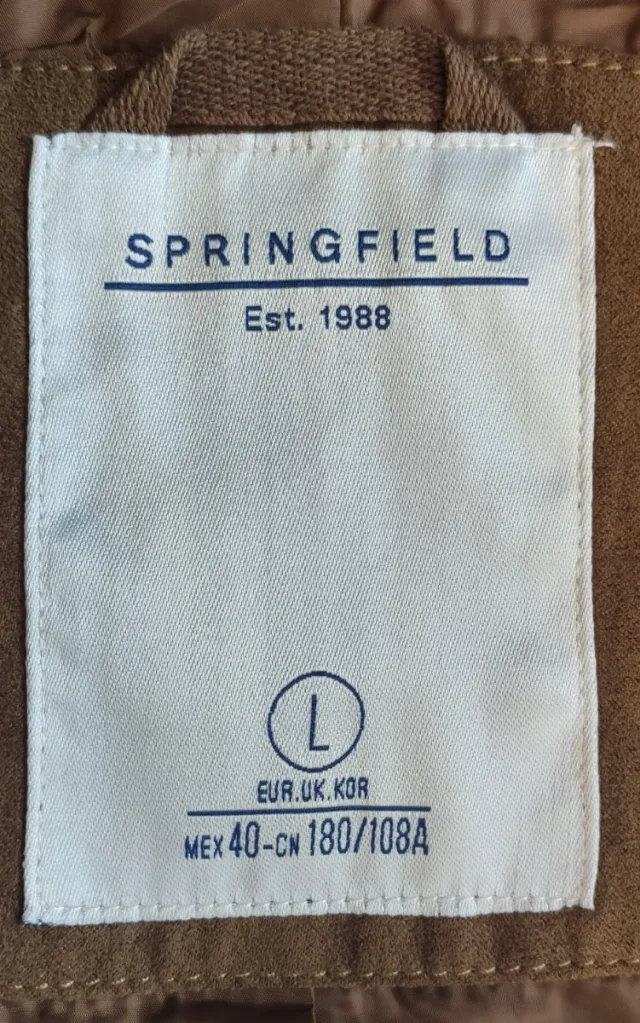 SPRINGFIELD
Est. 1988
L
EUR.UK.KOR
MEX 40-CN 180/108A